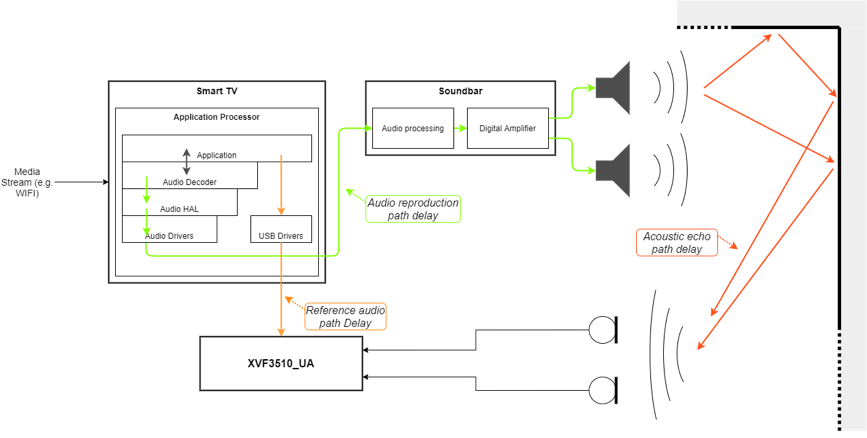 Smart TV
Soundbar
Application Processor
Audio processing
Digital Amplifier
Application
Media
Stream (e.g.
WIFI)
Audio Decoder
Audio HAL
Audio reproduction
path delay
Audio Drivers
USB Drivers
Acoustic echo
path delay
Reference audio
path Delay
XVF3510_UA